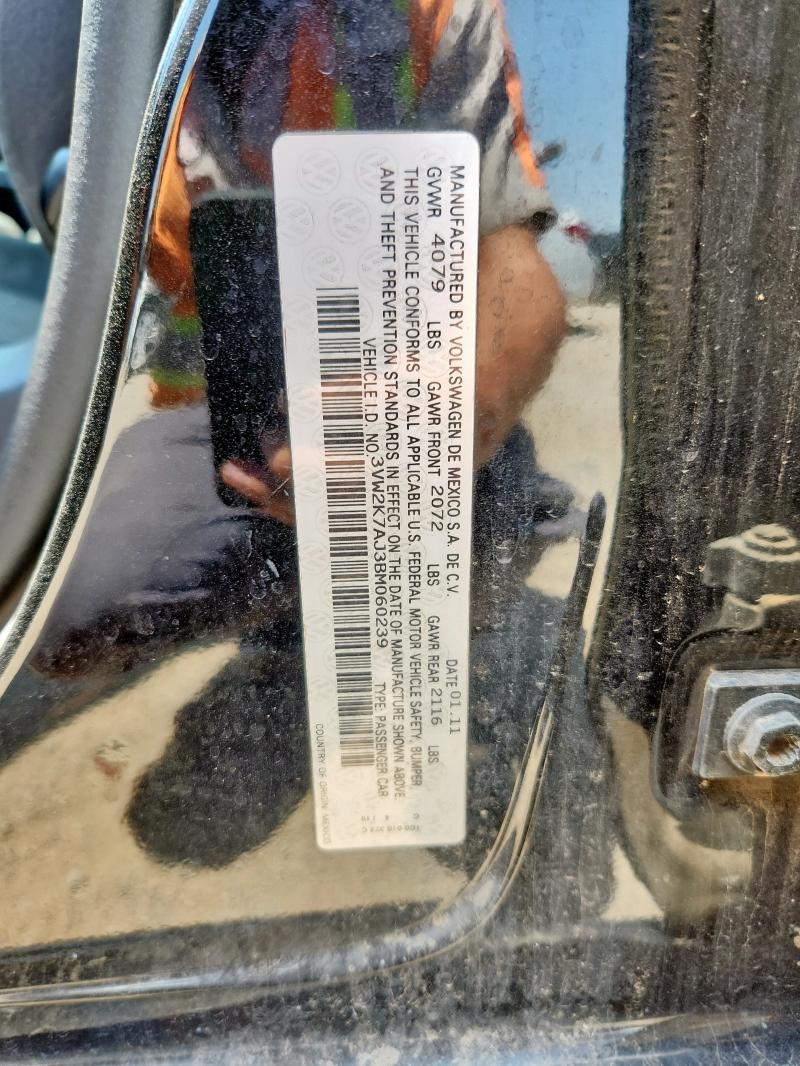 MANUFACTURED BY VOLKSWAGEN DE MEXICO S.A. DE C.V. DATE 01.11
GVWR 4079 LBS GAWR FRONT 2072 LBS GAWR REAR 2116 LBS
THIS VEHICLE CONFORMS TO ALL APPLICABLE U.S. FEDERAL MOTOR VEHICLE SAFETY, BUMPER
AND THEFT PREVENTION STANDARDS IN EFFECT ON THE DATE OF MANUFACTURE SHOWN ABOVE.
VEHICLE I.D. NO. 3VW2K7AJ3BM060239 TYPE: PASSENGER CAR
COUNTRY OF ORIGIN: MEXICO